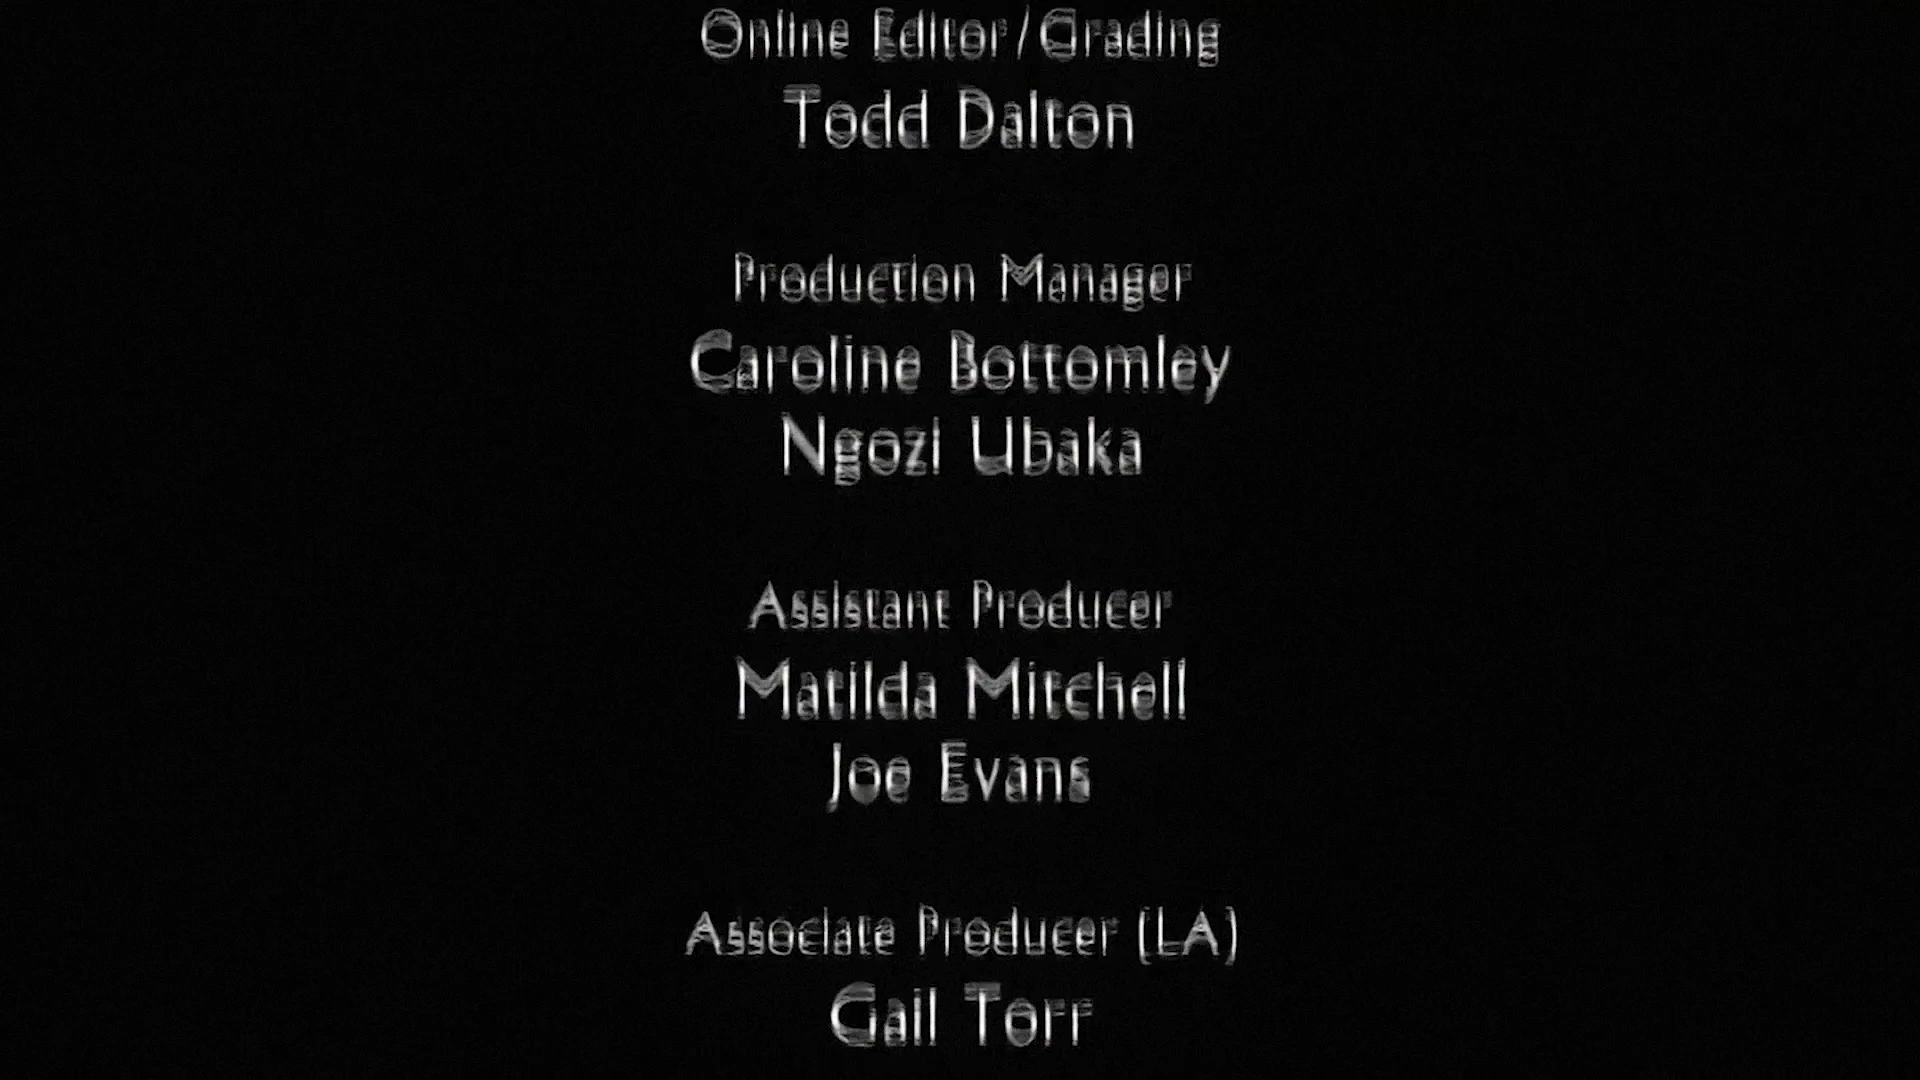 Online Editor/Grading
Todd Dalton
Production Manager
Caroline Bottomley
Ngozi Ubaka
Assistant Producer
Matilda Mitchell
Joe Evans
Associate Producer (LA)
Gail Torr